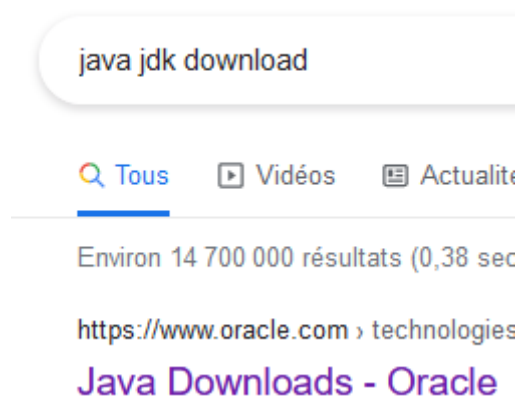 java jdk download
Tous Vidéos
Environ 14 700 000 résultats (0,38
https://www.oracle.com › technologies
Java Downloads - Oracle